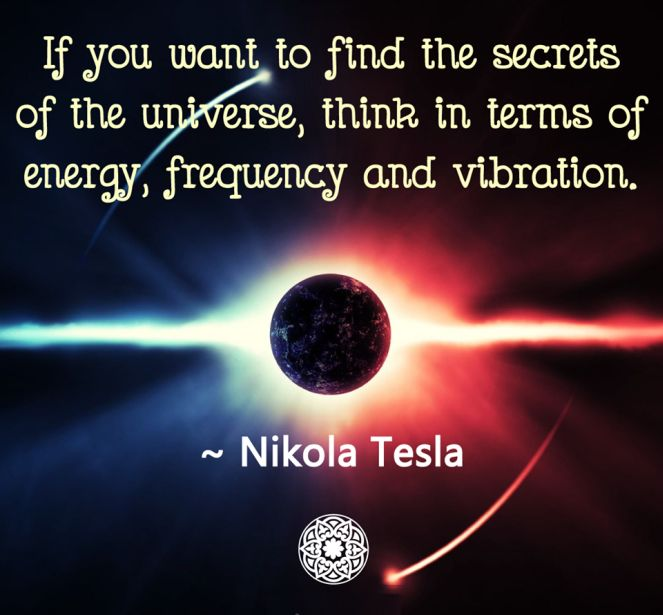 If you want to find the secrets
of the universe, think in terms of
energy, frequency and vibration.
~ Nikola Tesla